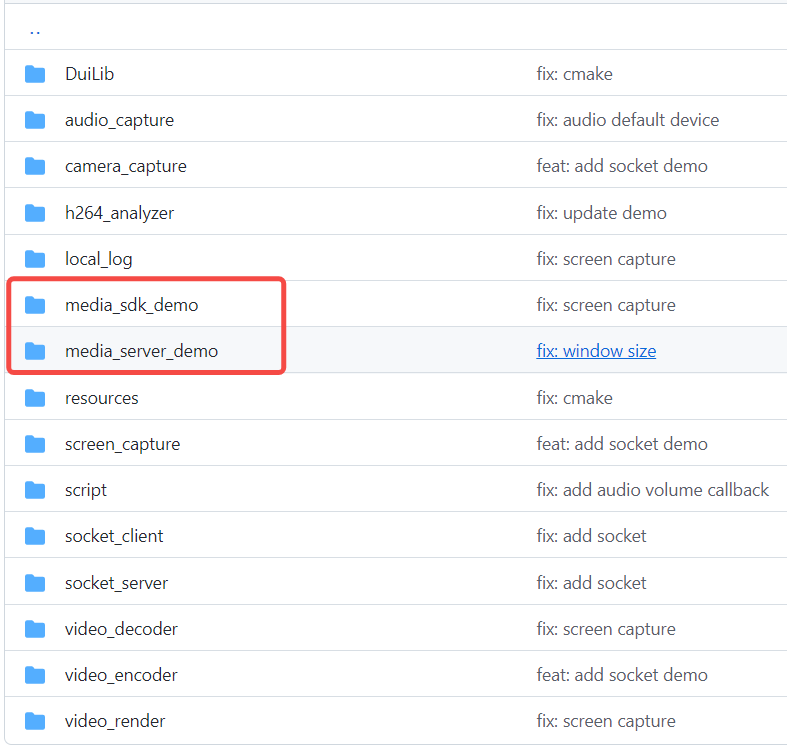 ..
DuiLib fix: cmake
audio_capture fix: audio default device
camera_capture feat: add socket demo
h264_analyzer fix: update demo
local_log fix: screen capture
media_sdk_demo fix: screen capture
media_server_demo fix: window size
resources fix: cmake
screen_capture feat: add socket demo
script fix: add audio volume callback
socket_client fix: add socket
socket_server fix: add socket
video_decoder fix: screen capture
video_encoder feat: add socket demo
video_render fix: screen capture